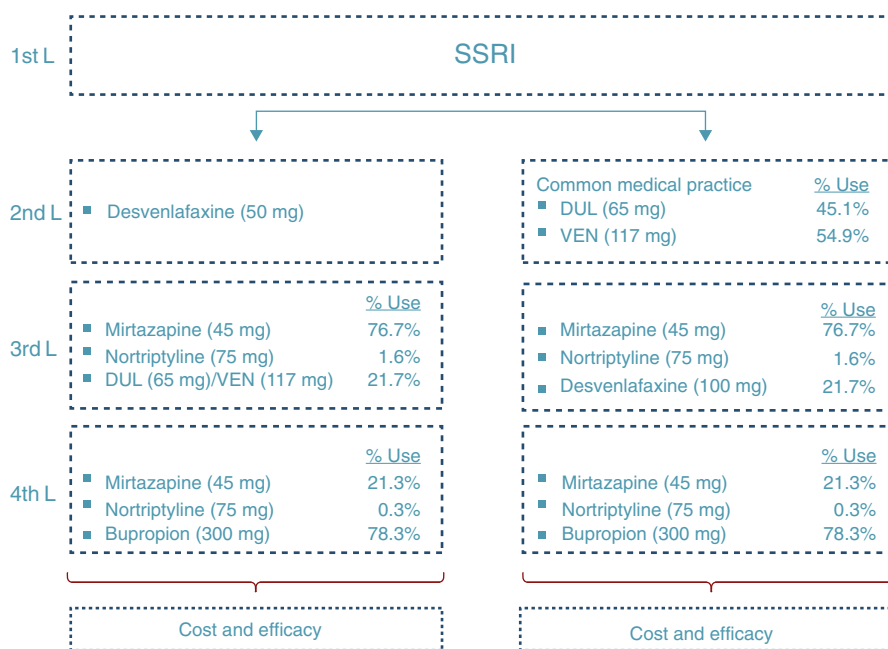 1st L
SSRI
2nd L
Desvenlafaxine (50 mg)
Common medical practice % Use
DUL (65 mg) 45.1%
VEN (117 mg) 54.9%
3rd L
% Use
Mirtazapine (45 mg) 76.7%
Nortriptyline (75 mg) 1.6%
DUL (65 mg)/VEN (117 mg) 21.7%
% Use
Mirtazapine (45 mg) 76.7%
Nortriptyline (75 mg) 1.6%
Desvenlafaxine (100 mg) 21.7%
4th L
% Use
Mirtazapine (45 mg) 21.3%
Nortriptyline (75 mg) 0.3%
Bupropion (300 mg) 78.3%
% Use
Mirtazapine (45 mg) 21.3%
Nortriptyline (75 mg) 0.3%
Bupropion (300 mg) 78.3%
Cost and efficacy
Cost and efficacy